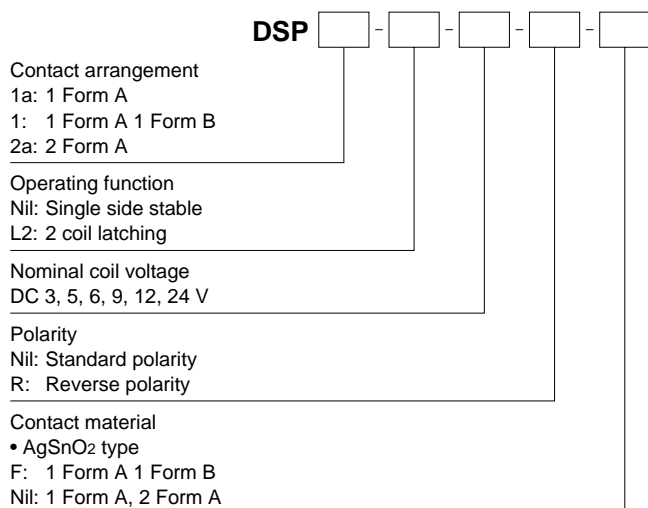 DSP - - - -
Contact arrangement
1a: 1 Form A
1: 1 Form A 1 Form B
2a: 2 Form A
Operating function
Nil: Single side stable
L2: 2 coil latching
Nominal coil voltage
DC 3, 5, 6, 9, 12, 24 V
Polarity
Nil: Standard polarity
R: Reverse polarity
Contact material
• AgSnO2 type
F: 1 Form A 1 Form B
Nil: 1 Form A, 2 Form A